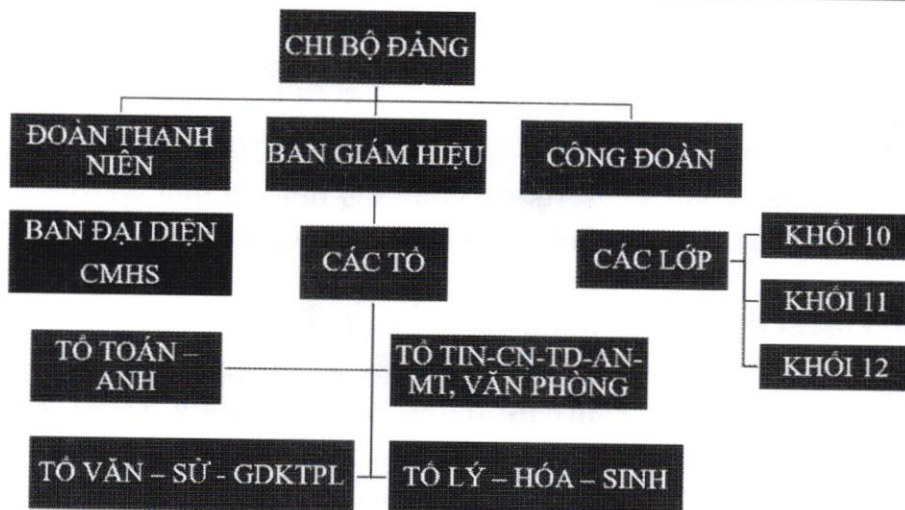 CHI BỘ ĐẢNG
ĐOÀN THANH
NIÊN
BAN GIÁM HIỆU
CÔNG ĐOÀN
BAN ĐẠI DIỆN
CMHS
CÁC TỔ
CÁC LỚP
KHỐI 10
KHỐI 11
KHỐI 12
TỔ TOÁN –
ANH
TỔ TIN-CN-TD-AN-
MT, VĂN PHÒNG
TỔ VĂN – SỬ - GDKTPL
TỔ LÝ – HÓA – SINH